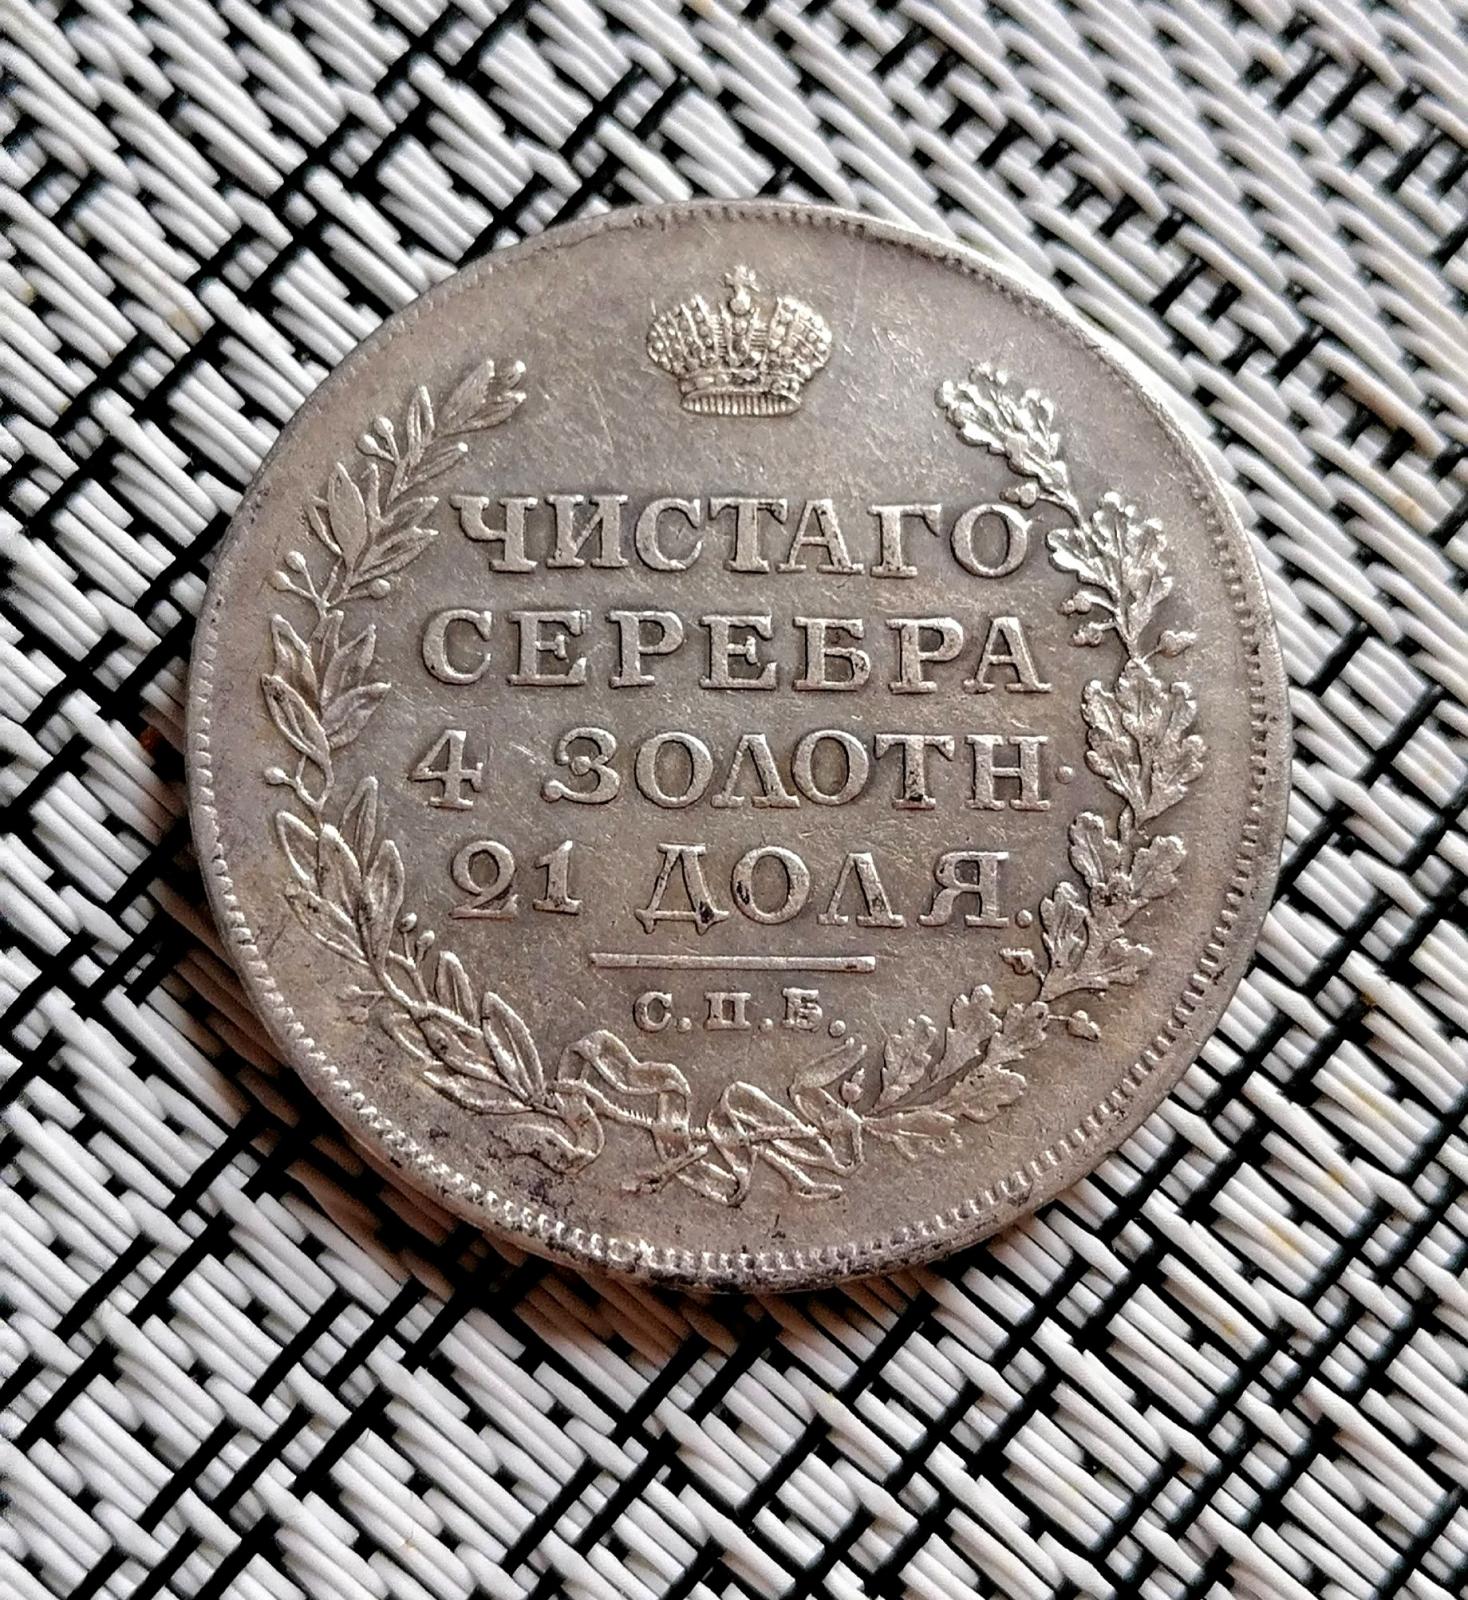 ЧИСТАГО
СЕРЕБРА
4 ЗОЛОТН·
21 ДОЛЯ.
С.П.Б.